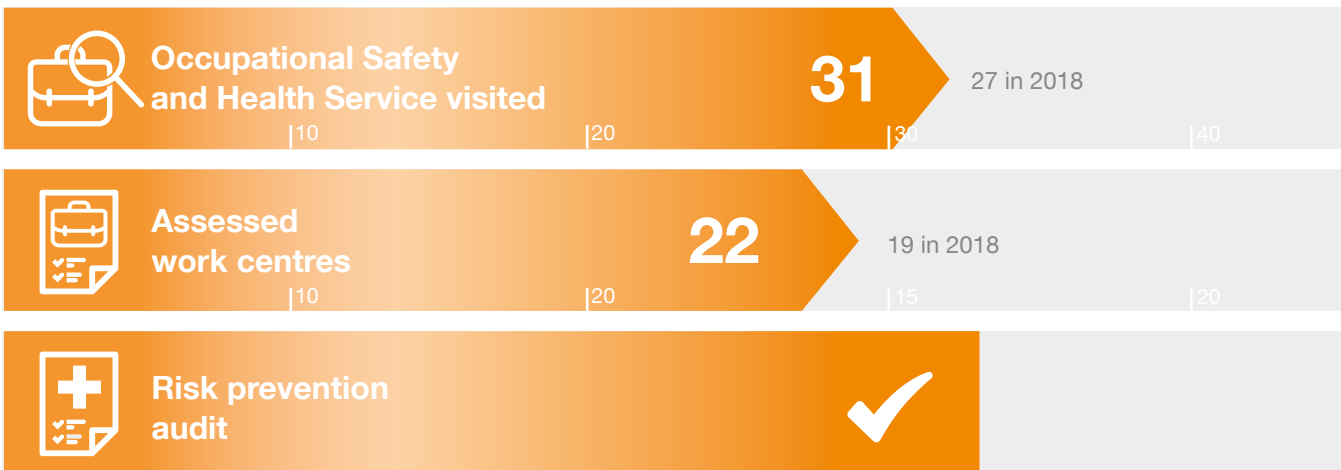 Occupational Safety
and Health Service visited
31
27 in 2018
10 20 30 40
Assessed
work centres
22
19 in 2018
10 20 15 20
Risk prevention
audit